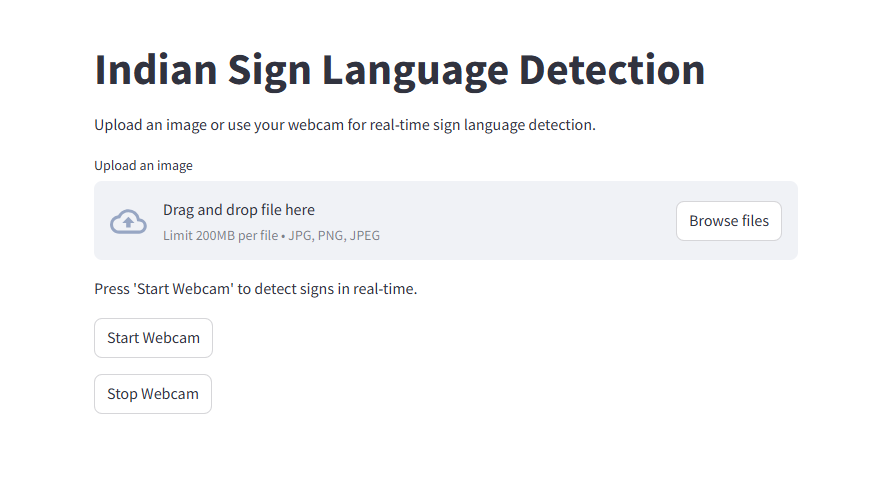 Indian Sign Language Detection
Upload an image or use your webcam for real-time sign language detection.
Upload an image
Drag and drop file here
Limit 200MB per file • JPG, PNG, JPEG
Browse files
Press 'Start Webcam' to detect signs in real-time.
Start Webcam
Stop Webcam